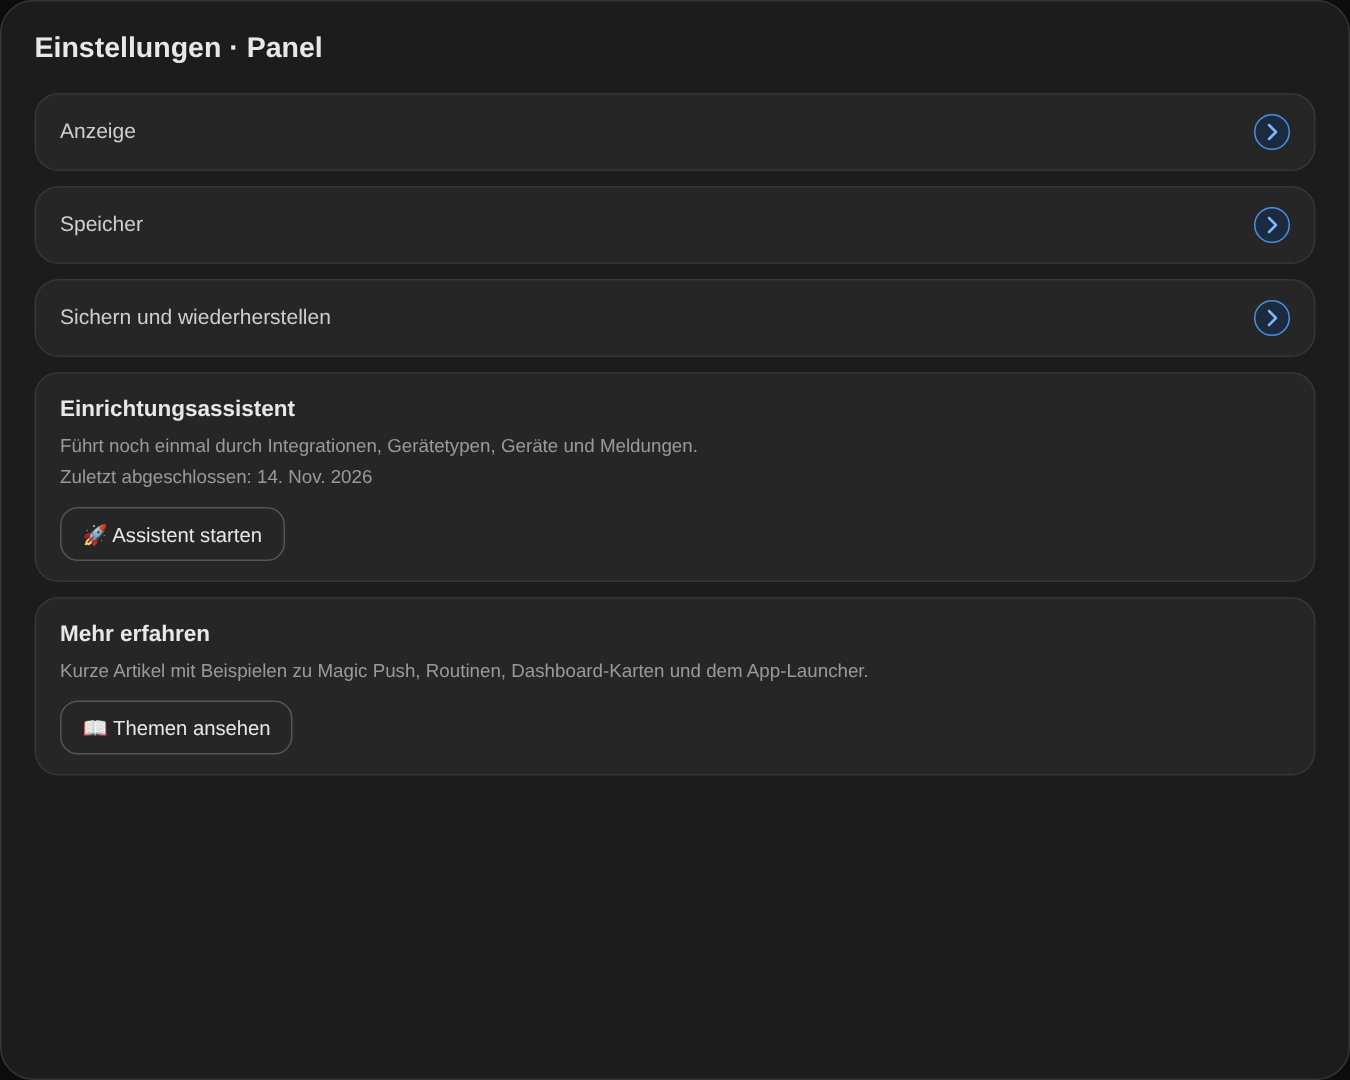 Einstellungen · Panel
Anzeige
Speicher
Sichern und wiederherstellen
Einrichtungsassistent
Führt noch einmal durch Integrationen, Gerätetypen, Geräte und Meldungen.
Zuletzt abgeschlossen: 14. Nov. 2026
🚀 Assistent starten
Mehr erfahren
Kurze Artikel mit Beispielen zu Magic Push, Routinen, Dashboard-Karten und dem App-Launcher.
📖 Themen ansehen